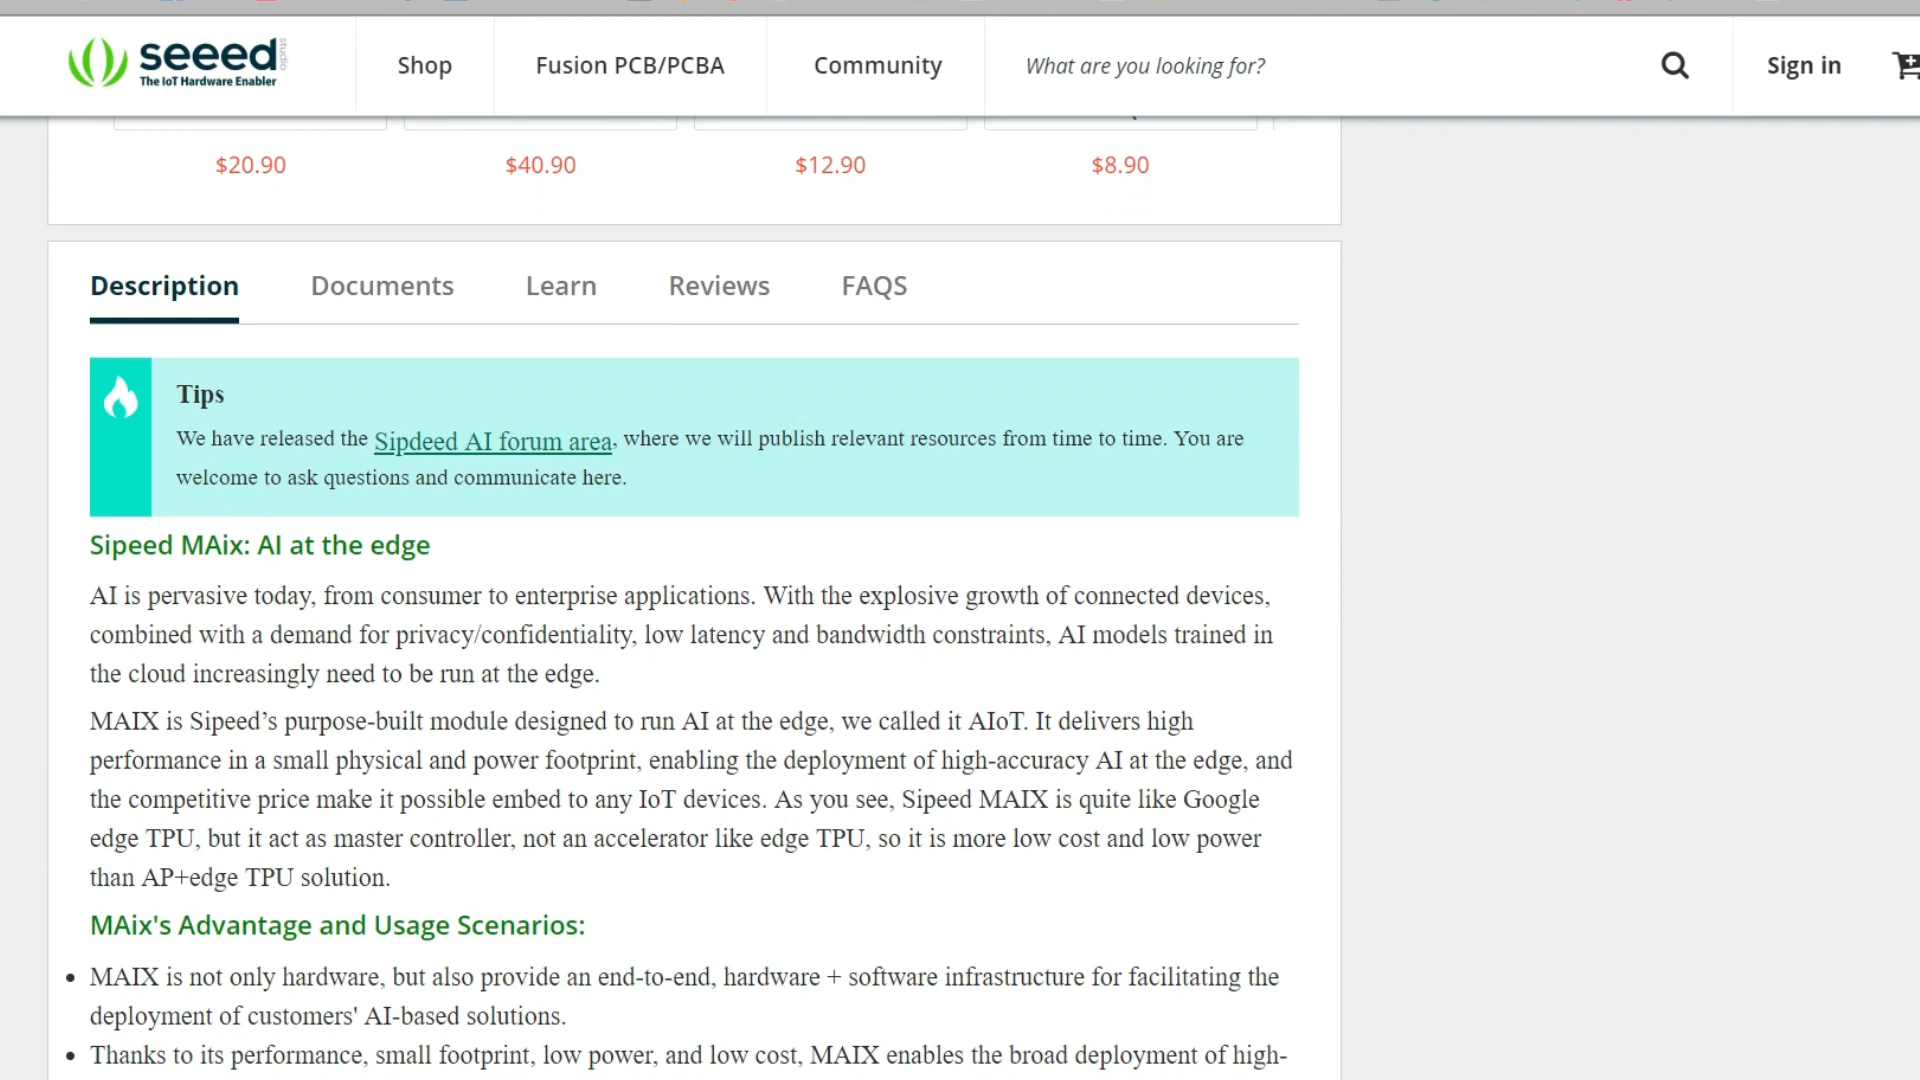 seeed studio
The IoT Hardware Enabler
Shop
Fusion PCB/PCBA
Community
What are you looking for?
Sign in
$20.90
$40.90
$12.90
$8.90
Description
Documents
Learn
Reviews
FAQS
Tips
We have released the Sipdeed AI forum area, where we will publish relevant resources from time to time. You are
welcome to ask questions and communicate here.
Sipeed MAix: AI at the edge
AI is pervasive today, from consumer to enterprise applications. With the explosive growth of connected devices,
combined with a demand for privacy/confidentiality, low latency and bandwidth constraints, AI models trained in
the cloud increasingly need to be run at the edge.
MAIX is Sipeed’s purpose-built module designed to run AI at the edge, we called it AIoT. It delivers high
performance in a small physical and power footprint, enabling the deployment of high-accuracy AI at the edge, and
the competitive price make it possible embed to any IoT devices. As you see, Sipeed MAIX is quite like Google
edge TPU, but it act as master controller, not an accelerator like edge TPU, so it is more low cost and low power
than AP+edge TPU solution.
MAix's Advantage and Usage Scenarios:
• MAIX is not only hardware, but also provide an end-to-end, hardware + software infrastructure for facilitating the
deployment of customers' AI-based solutions.
• Thanks to its performance, small footprint, low power, and low cost, MAIX enables the broad deployment of high-